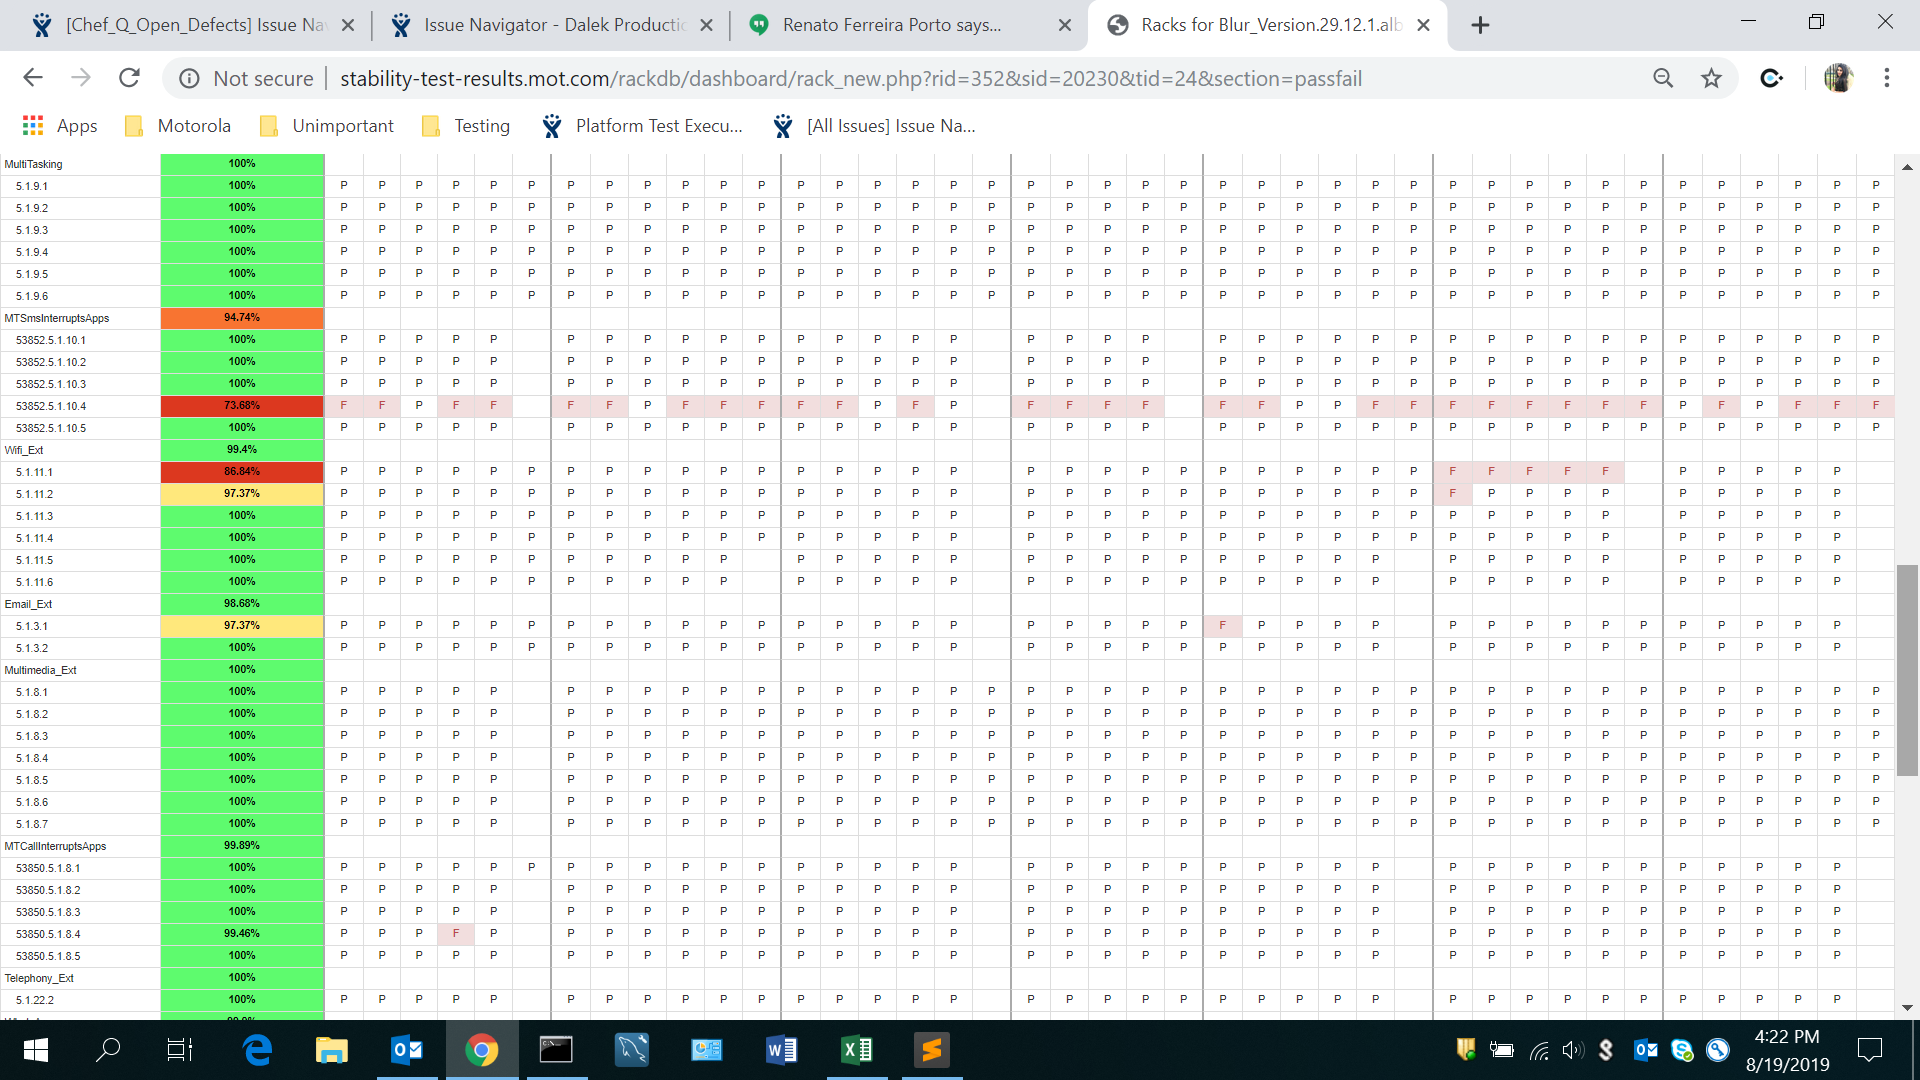 [Chef_Q_Open_Defects] Issue Na
Issue Navigator - Dalek Productic
Renato Ferreira Porto says...
Racks for Blur_Version.29.12.1.alb
Not secure | stability-test-results.mot.com/rackdb/dashboard/rack_new.php?rid=352&sid=20230&tid=24&section=passfail
Apps Motorola Unimportant Testing Platform Test Execu... [All Issues] Issue Na...
MultiTasking 100%
5.1.9.1 100% P P P P P P P P P P P P P P P P P P P P P P P P P P P P P P P P P P P P P P P P P
5.1.9.2 100% P P P P P P P P P P P P P P P P P P P P P P P P P P P P P P P P P P P P P P P P P
5.1.9.3 100% P P P P P P P P P P P P P P P P P P P P P P P P P P P P P P P P P P P P P P P P P
5.1.9.4 100% P P P P P P P P P P P P P P P P P P P P P P P P P P P P P P P P P P P P P P P P P
5.1.9.5 100% P P P P P P P P P P P P P P P P P P P P P P P P P P P P P P P P P P P P P P P P P
5.1.9.6 100% P P P P P P P P P P P P P P P P P P P P P P P P P P P P P P P P P P P P P P P P P
MTSmsInterruptsApps 94.74%
53852.5.1.10.1 100% P P P P P P P P P P P P P P P P P P P P P P P P P P P P P P P P P P P P P P
53852.5.1.10.2 100% P P P P P P P P P P P P P P P P P P P P P P P P P P P P P P P P P P P P P P
53852.5.1.10.3 100% P P P P P P P P P P P P P P P P P P P P P P P P P P P P P P P P P P P P P P
53852.5.1.10.4 73.68% F F P F F F F P F F F F F P F P F F F F F F P P F F F F F F F F P F P F F F
53852.5.1.10.5 100% P P P P P P P P P P P P P P P P P P P P P P P P P P P P P P P P P P P P P P
Wifi_Ext 99.4%
5.1.11.1 86.84% P P P P P P P P P P P P P P P P P P P P P P P P P P P P F F F F F P P P P P
5.1.11.2 97.37% P P P P P P P P P P P P P P P P P P P P P P P P P P P P F P P P P P P P P P
5.1.11.3 100% P P P P P P P P P P P P P P P P P P P P P P P P P P P P P P P P P P P P P P
5.1.11.4 100% P P P P P P P P P P P P P P P P P P P P P P P P P P P P P P P P P P P P P P
5.1.11.5 100% P P P P P P P P P P P P P P P P P P P P P P P P P P P P P P P P P P P P
5.1.11.6 100% P P P P P P P P P P P P P P P P P P P P P P P P P P P P P P P P P P P P
Email_Ext 98.68%
5.1.3.1 97.37% P P P P P P P P P P P P P P P P P P P P P P F P P P P P P P P P P P P P P P
5.1.3.2 100% P P P P P P P P P P P P P P P P P P P P P P P P P P P P P P P P P P P P P P
Multimedia_Ext 100%
5.1.8.1 100% P P P P P P P P P P P P P P P P P P P P P P P P P P P P P P P P P P P P P P P P
5.1.8.2 100% P P P P P P P P P P P P P P P P P P P P P P P P P P P P P P P P P P P P P P P P
5.1.8.3 100% P P P P P P P P P P P P P P P P P P P P P P P P P P P P P P P P P P P P P P P P
5.1.8.4 100% P P P P P P P P P P P P P P P P P P P P P P P P P P P P P P P P P P P P P P P P
5.1.8.5 100% P P P P P P P P P P P P P P P P P P P P P P P P P P P P P P P P P P P P P P P P
5.1.8.6 100% P P P P P P P P P P P P P P P P P P P P P P P P P P P P P P P P P P P P P P P P
5.1.8.7 100% P P P P P P P P P P P P P P P P P P P P P P P P P P P P P P P P P P P P P P P P
MTCallInterruptsApps 99.89%
53850.5.1.8.1 100% P P P P P P P P P P P P P P P P P P P P P P P P P P P P P P P P P P P P P P
53850.5.1.8.2 100% P P P P P P P P P P P P P P P P P P P P P P P P P P P P P P P P P P P P P
53850.5.1.8.3 100% P P P P P P P P P P P P P P P P P P P P P P P P P P P P P P P P P P P P P
53850.5.1.8.4 99.46% P P P F P P P P P P P P P P P P P P P P P P P P P P P P P P P P P P P P P
53850.5.1.8.5 100% P P P P P P P P P P P P P P P P P P P P P P P P P P P P P P P P P P P P P
Telephony_Ext 100%
5.1.22.2 100% P P P P P P P P P P P P P P P P P P P P P P P P P P P P P P P P P P P P P
4:22 PM
8/19/2019